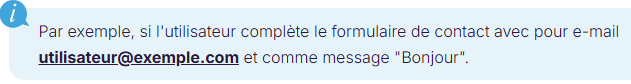 Par exemple, si l'utilisateur complète le formulaire de contact avec pour e-mail
utilisateur@exemple.com et comme message "Bonjour".